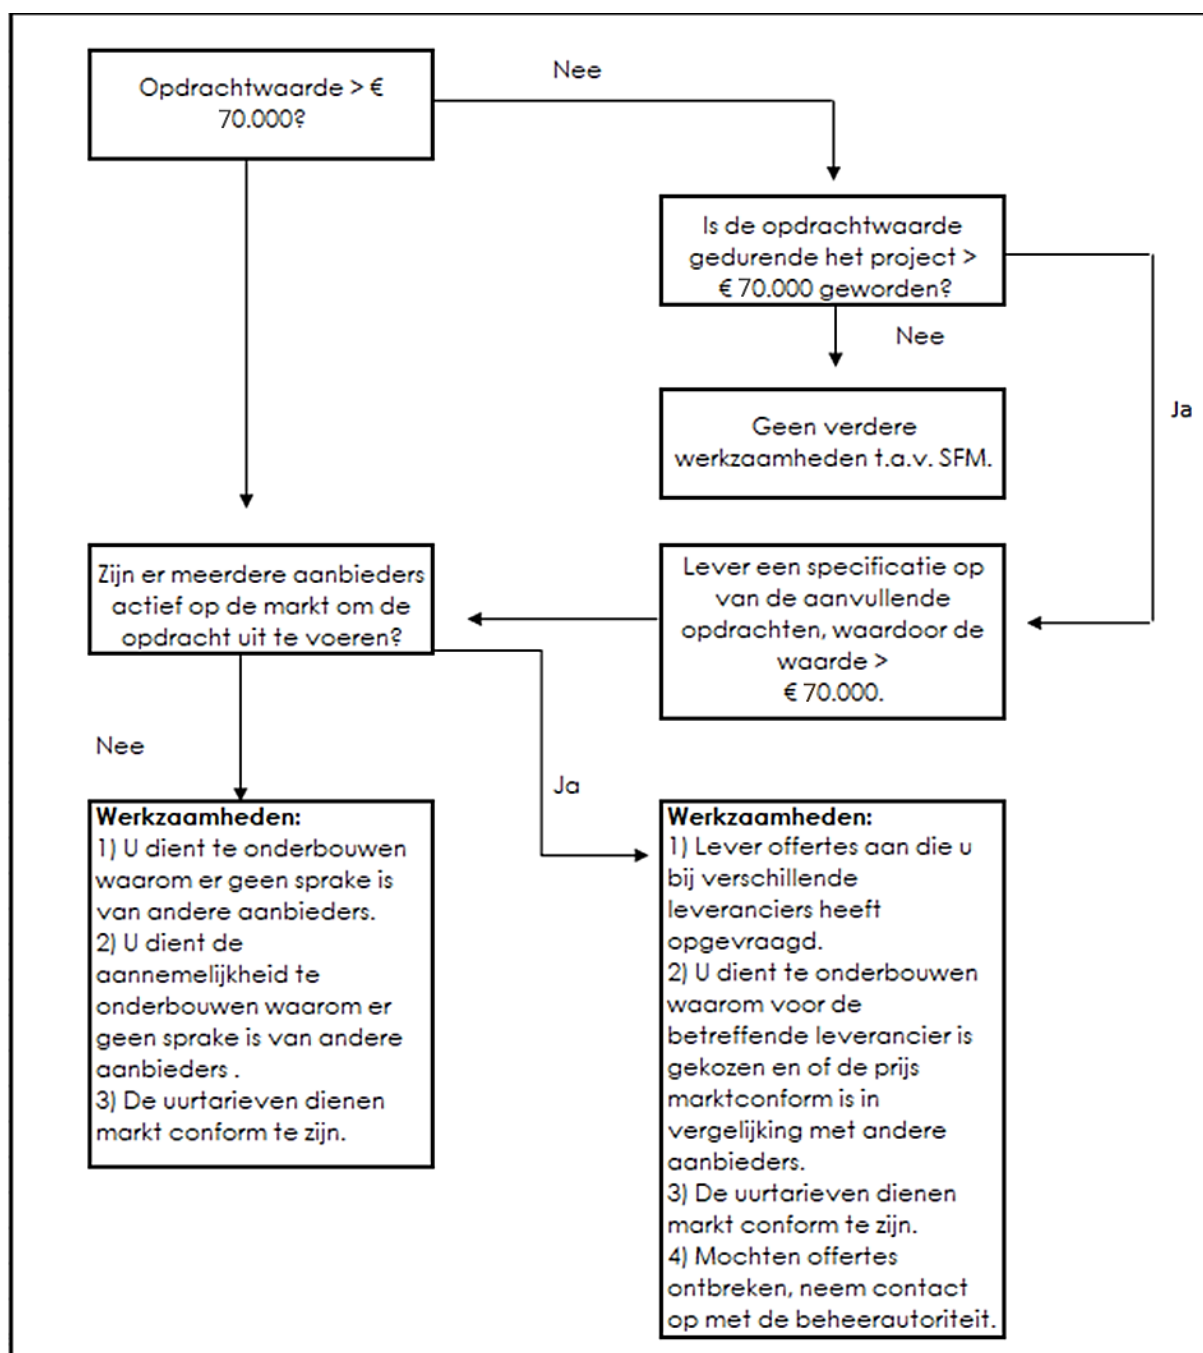 Opdrachtwaarde > €
70.000?
Nee
Is de opdrachtwaarde
gedurende het project >
€ 70.000 geworden?
Nee
Ja
Geen verdere
werkzaamheden t.a.v. SFM.
Zijn er meerdere aanbieders
actief op de markt om de
opdracht uit te voeren?
Lever een specificatie op
van de aanvullende
opdrachten, waardoor de
waarde >
€ 70.000.
Nee
Ja
Werkzaamheden:
1) U dient te onderbouwen
waarom er geen sprake is
van andere aanbieders.
2) U dient de
aannemelijkheid te
onderbouwen waarom er
geen sprake is van andere
aanbieders .
3) De uurtarieven dienen
markt conform te zijn.
Werkzaamheden:
1) Lever offertes aan die u
bij verschillende
leveranciers heeft
opgevraagd.
2) U dient te onderbouwen
waarom voor de
betreffende leverancier is
gekozen en of de prijs
marktconform is in
vergelijking met andere
aanbieders.
3) De uurtarieven dienen
markt conform te zijn.
4) Mochten offertes
ontbreken, neem contact
op met de beheerautoriteit.